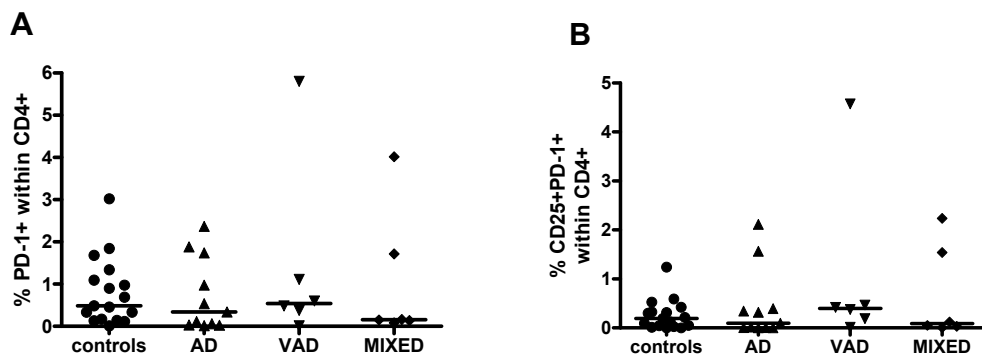 A
% PD-1+ within CD4+
6
5
4
3
2
1
0
controls AD VAD MIXED
B
% CD25+PD-1+
within CD4+
5
4
3
2
1
0
controls AD VAD MIXED